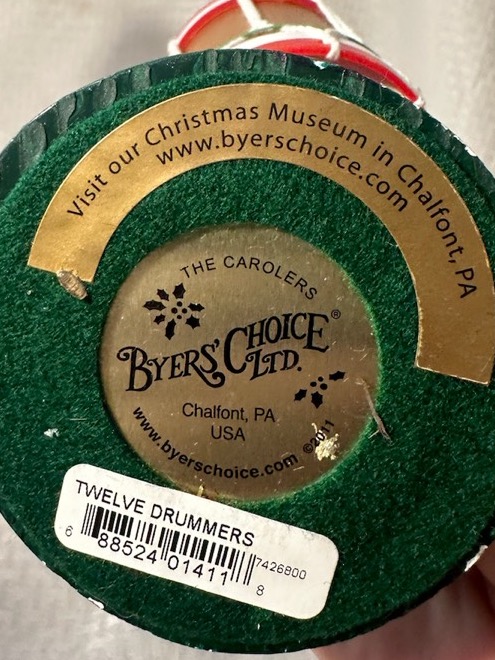 Visit our Christmas Museum in Chalfont, PA
www.byerschoice.com
THE CAROLERS
BYERS' CHOICE
LTD.®
Chalfont, PA
USA
www.byerschoice.com ©2011
TWELVE DRUMMERS
6 88524 01411 8
7426800